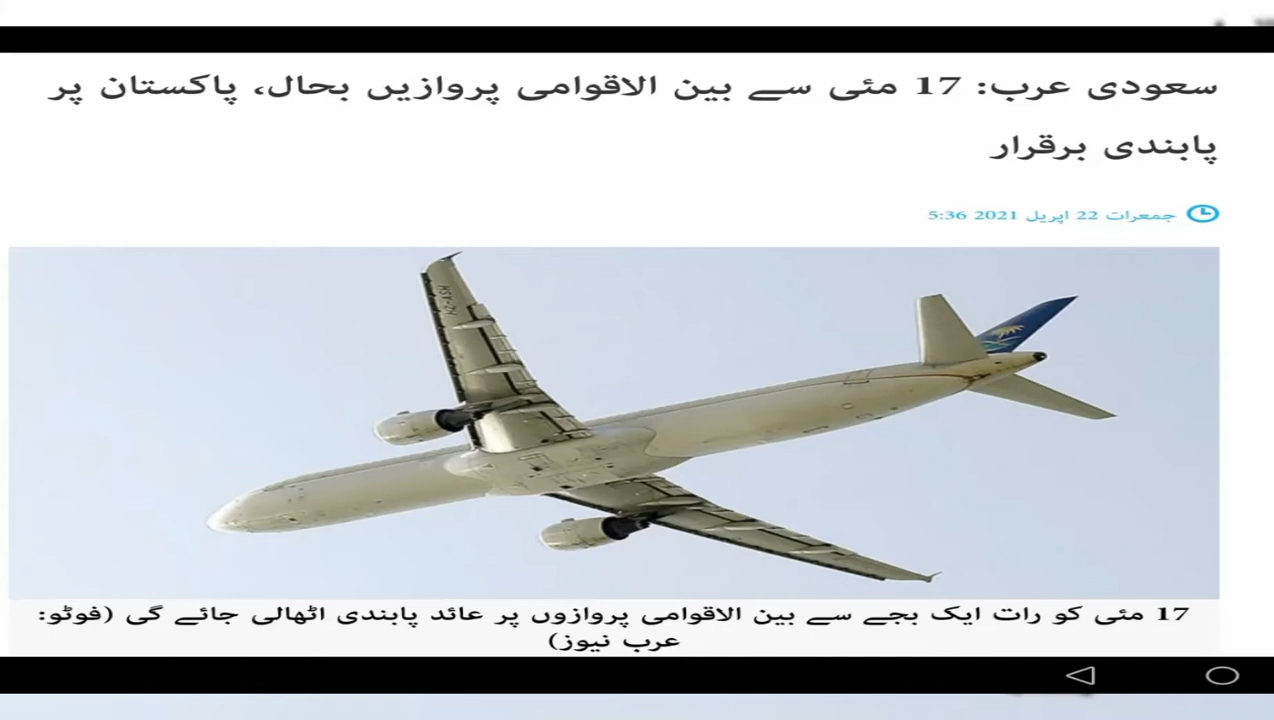 سعودی عرب: 17 مئی سے بین الاقوامی پروازیں بحال، پاکستان پر
پابندی برقرار
جمعرات 22 اپریل 2021 5:36
HZ-ASH
17 مئی کو رات ایک بجے سے بین الاقوامی پروازوں پر عائد پابندی اٹھالی جائے گی (فوٹو:
عرب نیوز)